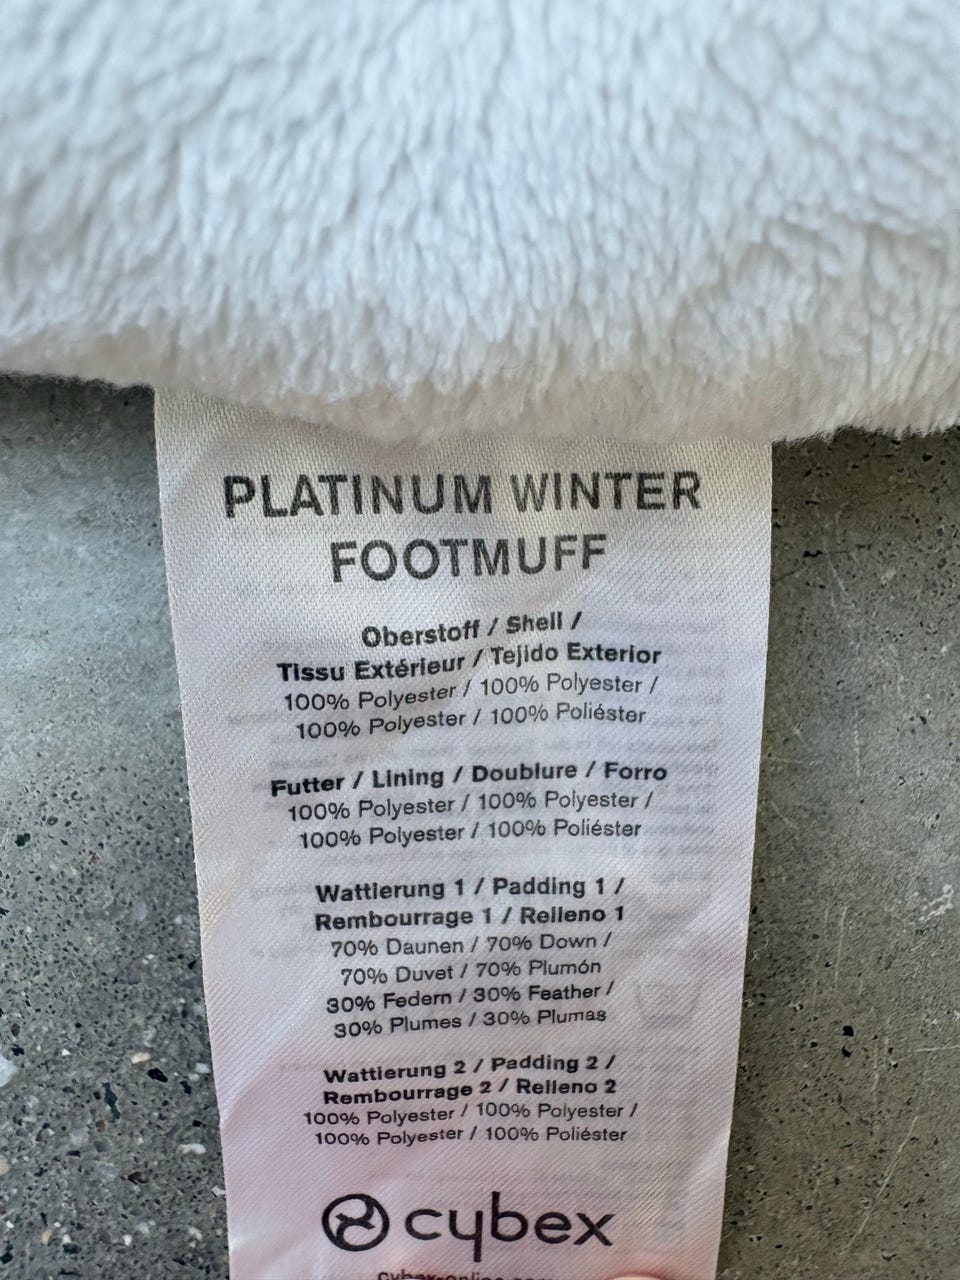 PLATINUM WINTER
FOOTMUFF
Oberstoff / Shell /
Tissu Extérieur / Tejido Exterior
100% Polyester / 100% Polyester /
100% Polyester / 100% Poliéster
Futter / Lining / Doublure / Forro
100% Polyester / 100% Polyester /
100% Polyester / 100% Poliéster
Wattierung 1 / Padding 1 /
Rembourrage 1 / Relleno 1
70% Daunen / 70% Down /
70% Duvet / 70% Plumón
30% Federn / 30% Feather /
30% Plumes / 30% Plumas
Wattierung 2 / Padding 2 /
Rembourrage 2 / Relleno 2
100% Polyester / 100% Polyester /
100% Polyester / 100% Poliéster
cybex